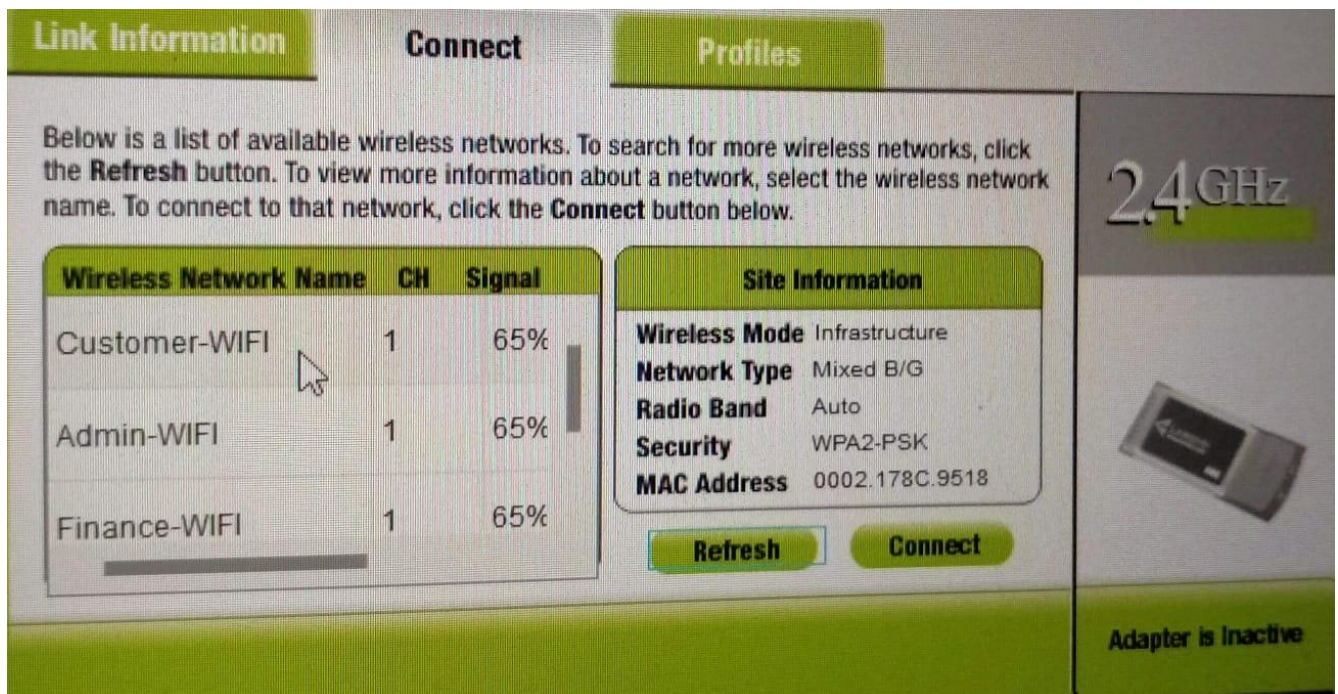 Link Information
Connect
Profiles
Below is a list of available wireless networks. To search for more wireless networks, click
the Refresh button. To view more information about a network, select the wireless network
name. To connect to that network, click the Connect button below.
2.4GHz
Wireless Network Name CH Signal
Customer-WIFI 1 65%
Admin-WIFI 1 65%
Finance-WIFI 1 65%
Site Information
Wireless Mode Infrastructure
Network Type Mixed B/G
Radio Band Auto
Security WPA2-PSK
MAC Address 0002.178C.9518
Refresh
Connect
Adapter is Inactive